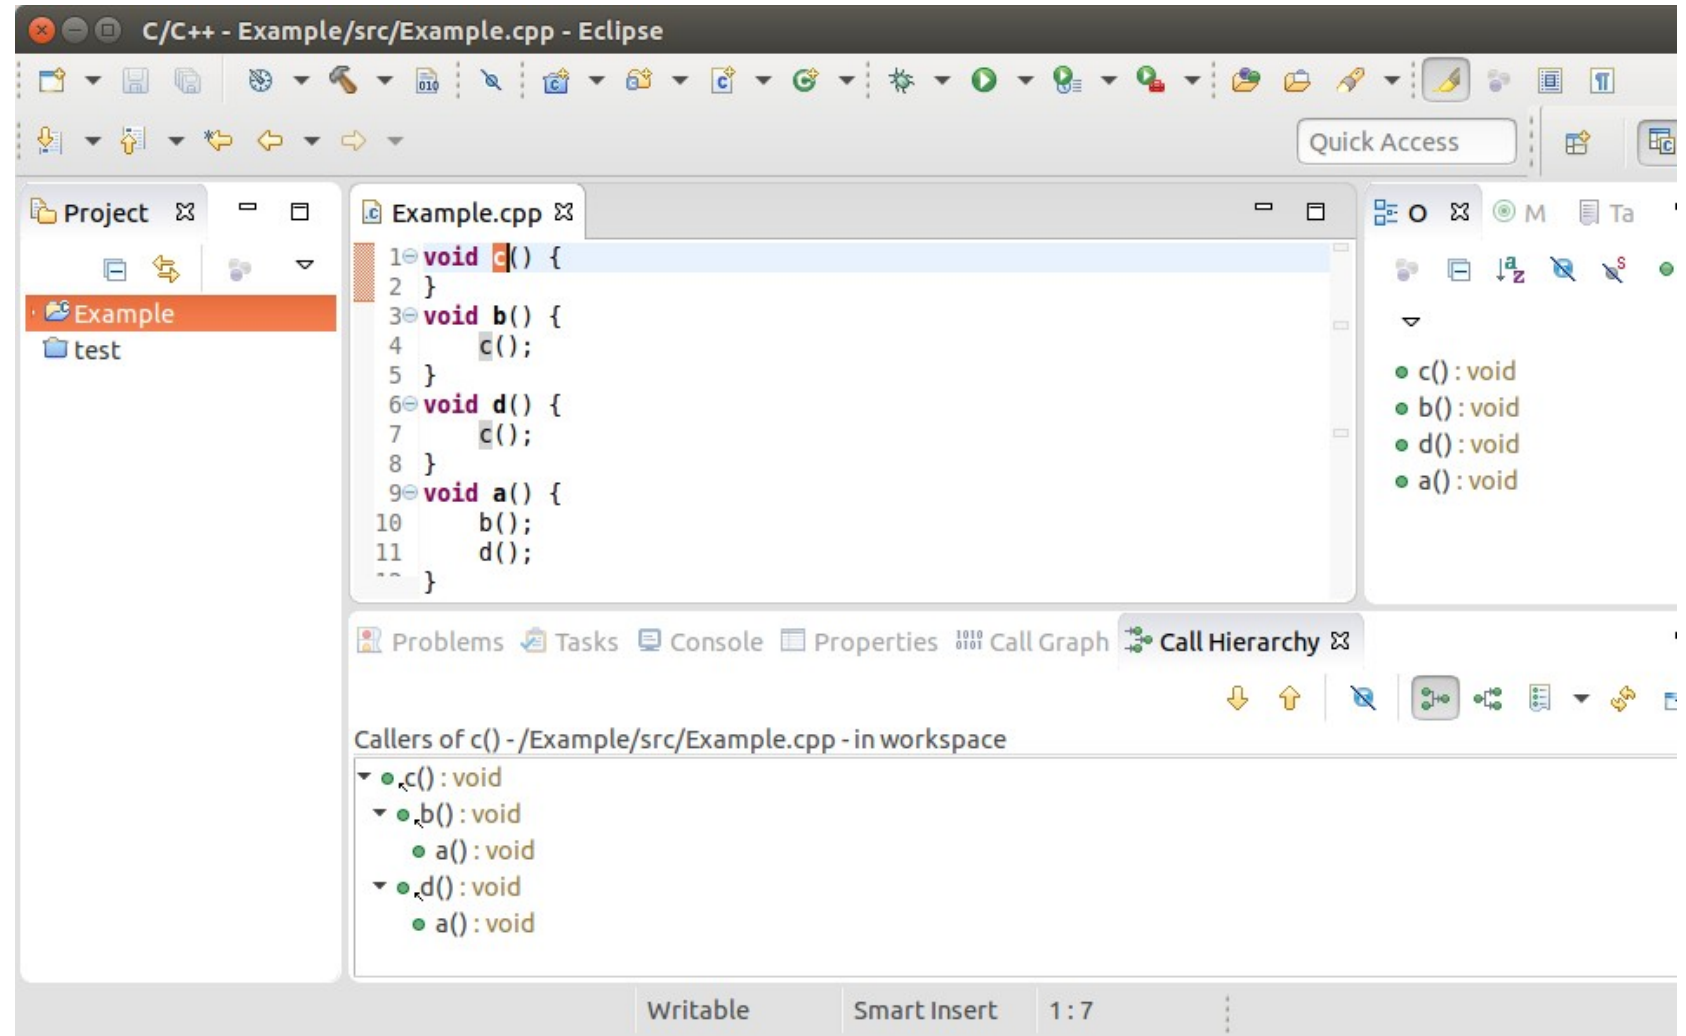 C/C++ - Example/src/Example.cpp - Eclipse
Quick Access
Project
Example
test
Example.cpp
1 void c() {
2 }
3 void b() {
4 c();
5 }
6 void d() {
7 c();
8 }
9 void a() {
10 b();
11 d();
}
O M Ta
c() : void
b() : void
d() : void
a() : void
Problems Tasks Console Properties Call Graph Call Hierarchy
Callers of c() - /Example/src/Example.cpp - in workspace
c() : void
b() : void
a() : void
d() : void
a() : void
Writable Smart Insert 1 : 7